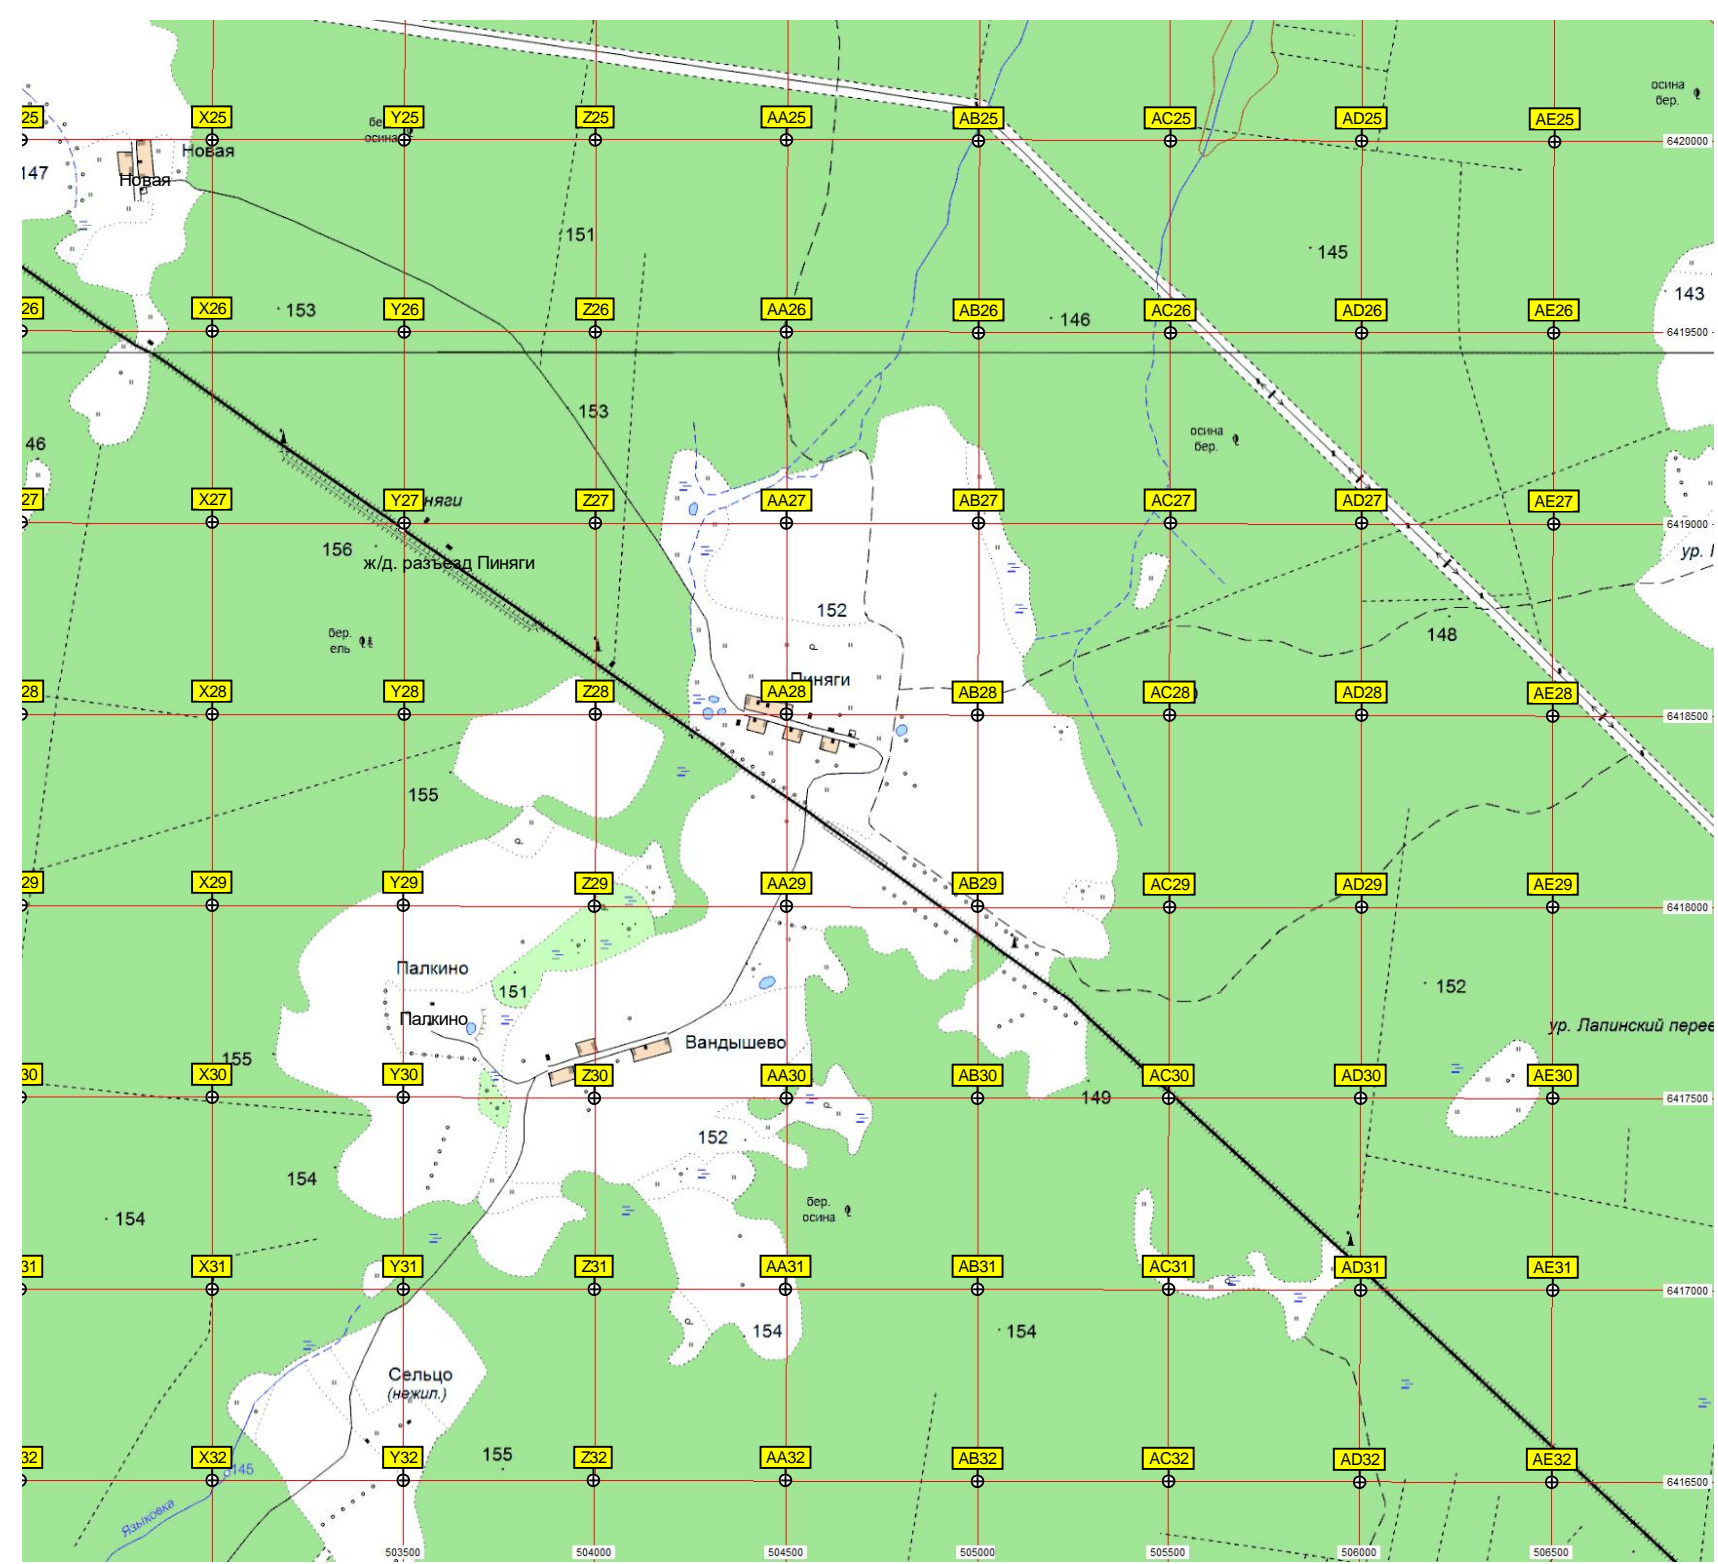 осина
бер.
25 X25 Y25 Z25 AA25 AB25 AC25 AD25 AE25
осина
6420000
Новая
147
Новая
151
145
143
26 X26 Y26 Z26 AA26 AB26 AC26 AD26 AE26
153
146
6419500
153
осина
бер.
46
27 X27 Y27 Z27 AA27 AB27 AC27 AD27 AE27
няги
6419000
156
ж/д. разъезд Пиняги
ур.
152
бер.
ель
148
Пиняги
28 X28 Y28 Z28 AA28 AB28 AC28 AD28 AE28
6418500
155
29 X29 Y29 Z29 AA29 AB29 AC29 AD29 AE29
6418000
Палкино
151
152
Палкино
ур. Лапинский перее
Вандышево
155
30 X30 Y30 Z30 AA30 AB30 AC30 AD30 AE30
149
6417500
152
154
154
бер.
осина
31 X31 Y31 Z31 AA31 AB31 AC31 AD31 AE31
6417000
154
154
Сельцо
(нежил.)
155
32 X32 Y32 Z32 AA32 AB32 AC32 AD32 AE32
145
6416500
Языковка
503500 504000 504500 505000 505500 506000 506500